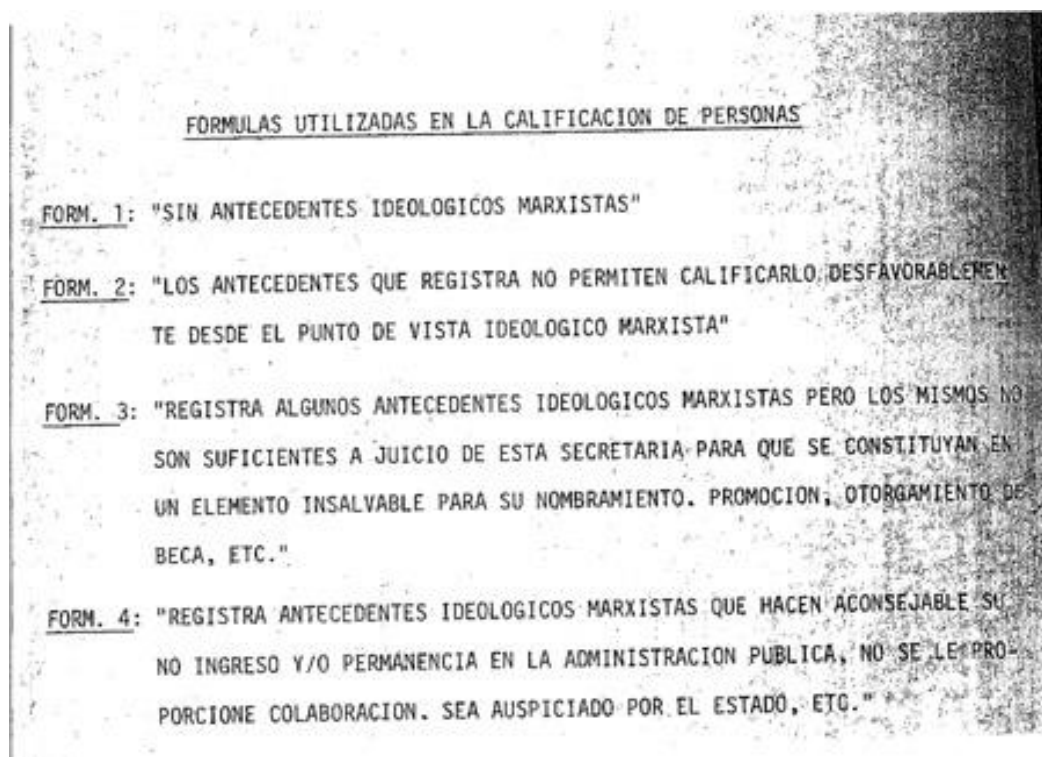 FORMULAS UTILIZADAS EN LA CALIFICACION DE PERSONAS
FORM. 1: "SIN ANTECEDENTES IDEOLOGICOS MARXISTAS"
FORM. 2: "LOS ANTECEDENTES QUE REGISTRA NO PERMITEN CALIFICARLO DESFAVORABLEMEN
TE DESDE EL PUNTO DE VISTA IDEOLOGICO MARXISTA"
FORM. 3: "REGISTRA ALGUNOS ANTECEDENTES IDEOLOGICOS MARXISTAS PERO LOS MISMOS NO
SON SUFICIENTES A JUICIO DE ESTA SECRETARIA PARA QUE SE CONSTITUYAN EN
UN ELEMENTO INSALVABLE PARA SU NOMBRAMIENTO. PROMOCION, OTORGAMIENTO DE
BECA, ETC."
FORM. 4: "REGISTRA ANTECEDENTES IDEOLOGICOS MARXISTAS QUE HACEN ACONSEJABLE SU
NO INGRESO Y/O PERMANENCIA EN LA ADMINISTRACION PUBLICA, NO SE LE PRO-
PORCIONE COLABORACION. SEA AUSPICIADO POR EL ESTADO, ETC."